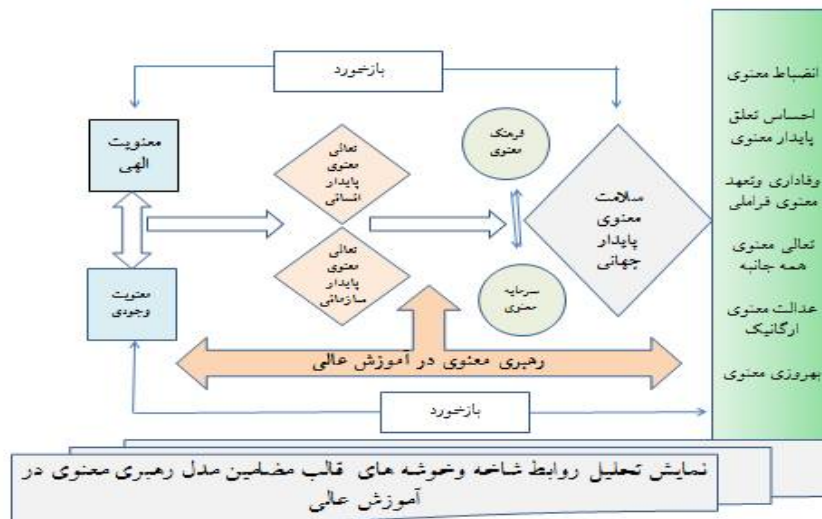 بازخورد
معنویت
الهی
معنویت
وجودی
تعالی
معنوی
پایدار
انسانی
تعالی
معنوی
پایدار
سازمانی
فرهنگ
معنوی
سرمایه
معنوی
سلامت
معنوی
پایدار
جهانی
انضباط معنوی
احساس تعلق
پایدار معنوی
وفاداری وتعهد
معنوی فراملی
تعالی معنوی
همه جانبه
عدالت معنوی
ارگانیک
بهروزی معنوی
رهبری معنوی در آموزش عالی
بازخورد
نمایش تحلیل روابط شاخه وخوشه های قالب مضامین مدل رهبری معنوی در
آموزش عالی